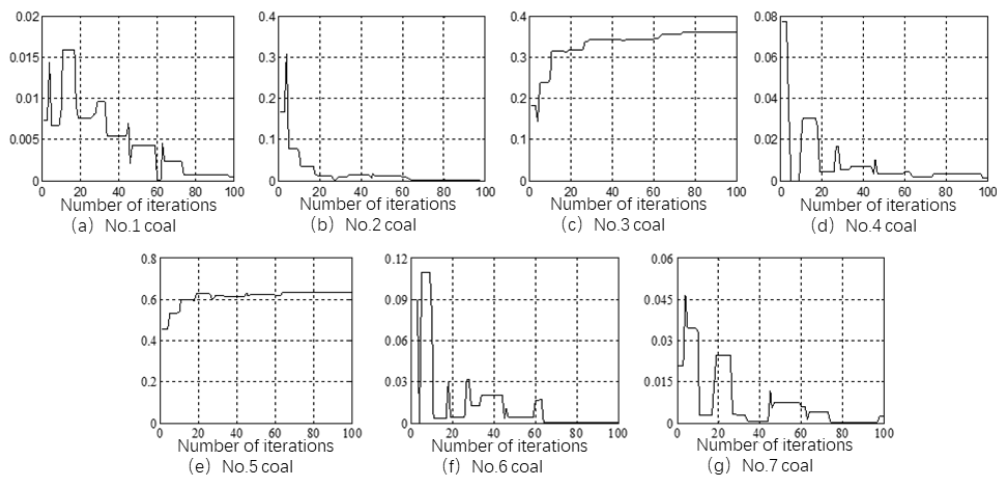 0.02
0.015
0.01
0.005
0
0 20 40 60 80 100
Number of iterations
(a) No.1 coal
0.4
0.3
0.2
0.1
0
0 20 40 60 80 100
Number of iterations
(b) No.2 coal
0.4
0.3
0.2
0.1
0
0 20 40 60 80 100
Number of iterations
(c) No.3 coal
0.08
0.06
0.04
0.02
0
0 20 40 60 80 100
Number of iterations
(d) No.4 coal
0.8
0.6
0.4
0.2
0
0 20 40 60 80 100
Number of iterations
(e) No.5 coal
0.12
0.09
0.06
0.03
0
0 20 40 60 80 100
Number of iterations
(f) No.6 coal
0.06
0.045
0.03
0.015
0
0 20 40 60 80 100
Number of iterations
(g) No.7 coal